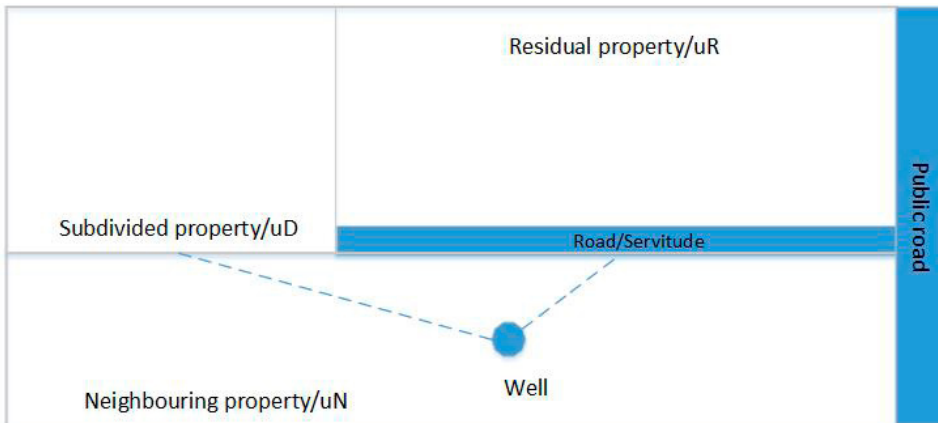 Residual property/uR
Public road
Subdivided property/uD
Road/Servitude
Well
Neighbouring property/uN